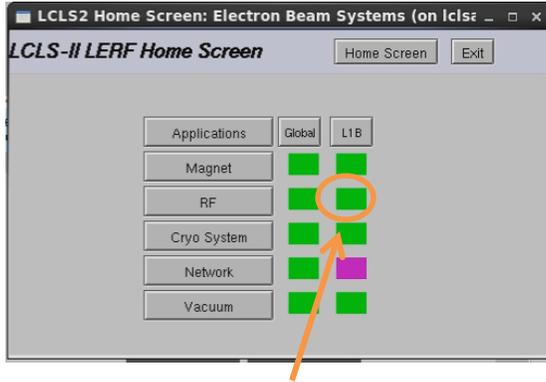 LCLS2 Home Screen: Electron Beam Systems (on lcls
LCLS-II LERF Home Screen
Home Screen
Exit
Applications Global L1B
Magnet
RF
Cryo System
Network
Vacuum